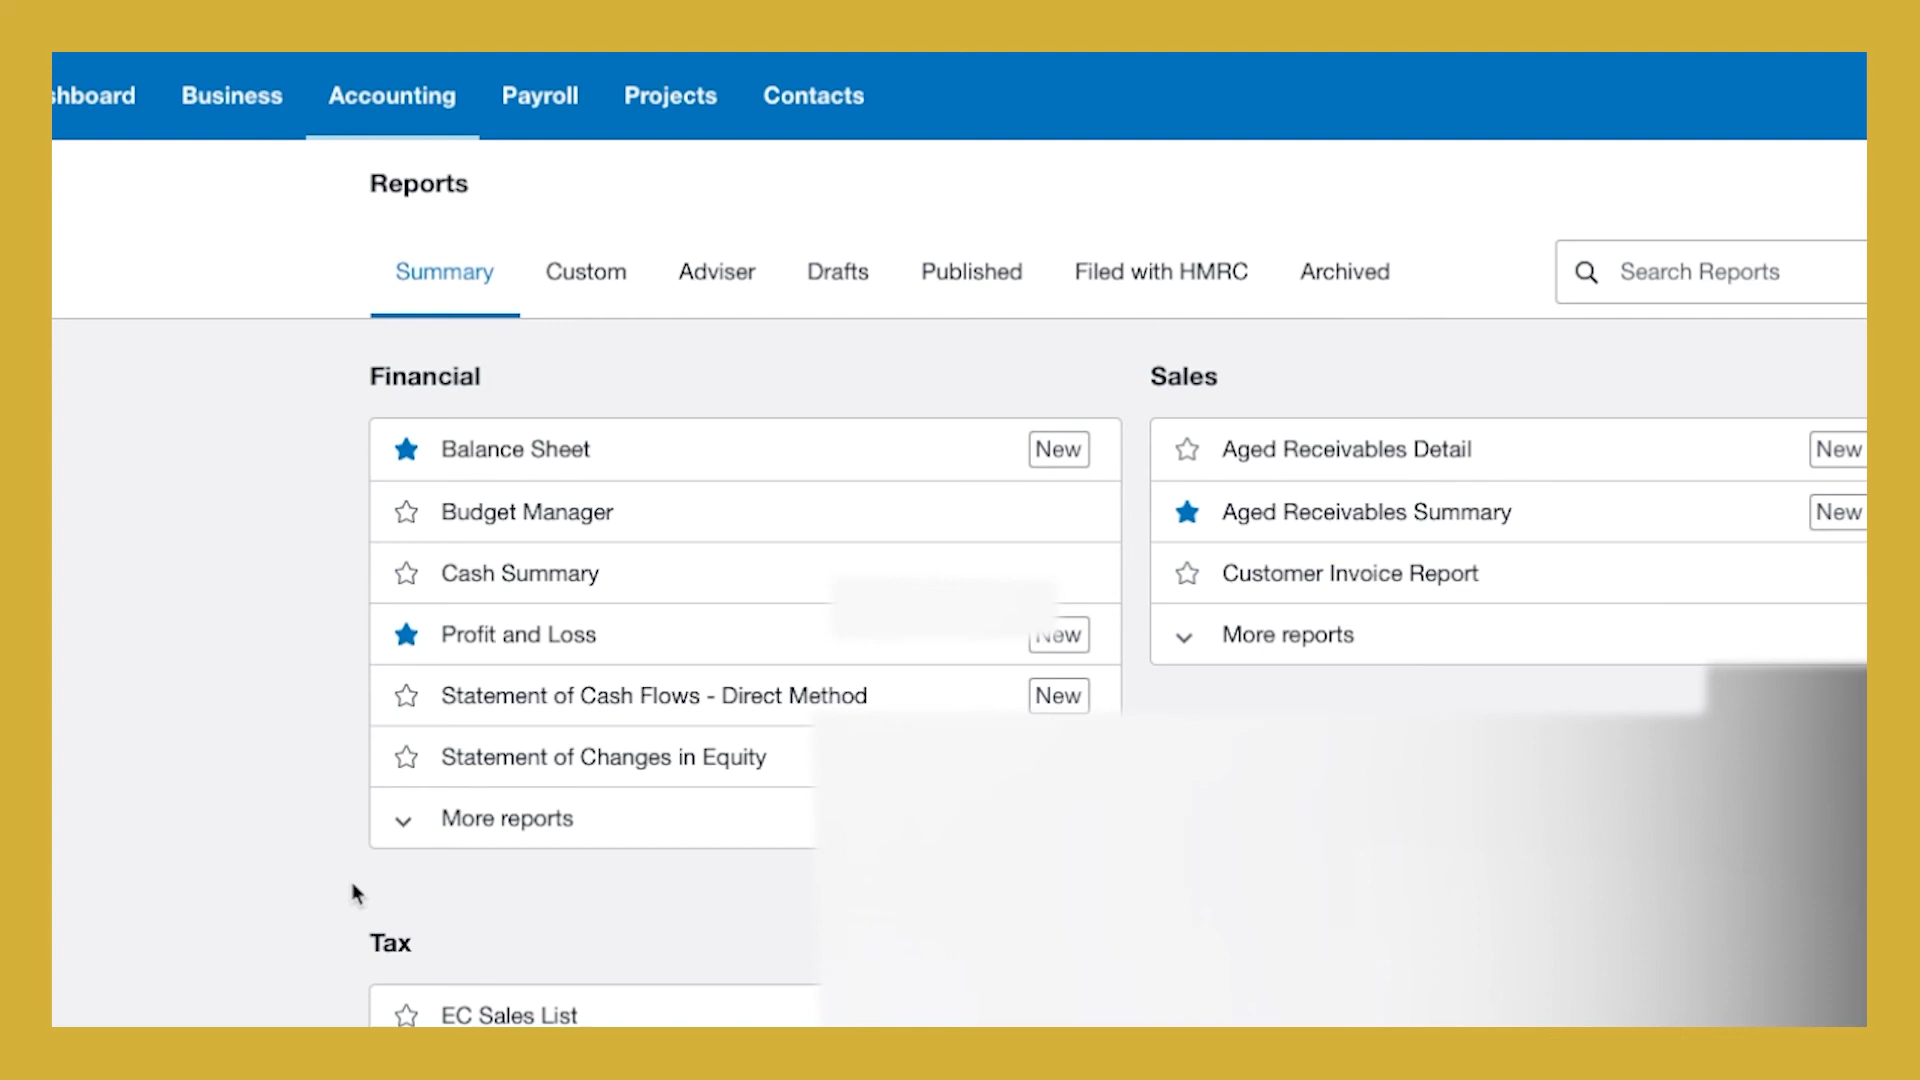 hboard Business Accounting Payroll Projects Contacts
Reports
Summary Custom Adviser Drafts Published Filed with HMRC Archived Search Reports
Financial
Balance Sheet New
Budget Manager
Cash Summary
Profit and Loss New
Statement of Cash Flows - Direct Method New
Statement of Changes in Equity
More reports
Sales
Aged Receivables Detail New
Aged Receivables Summary New
Customer Invoice Report
More reports
Tax
EC Sales List